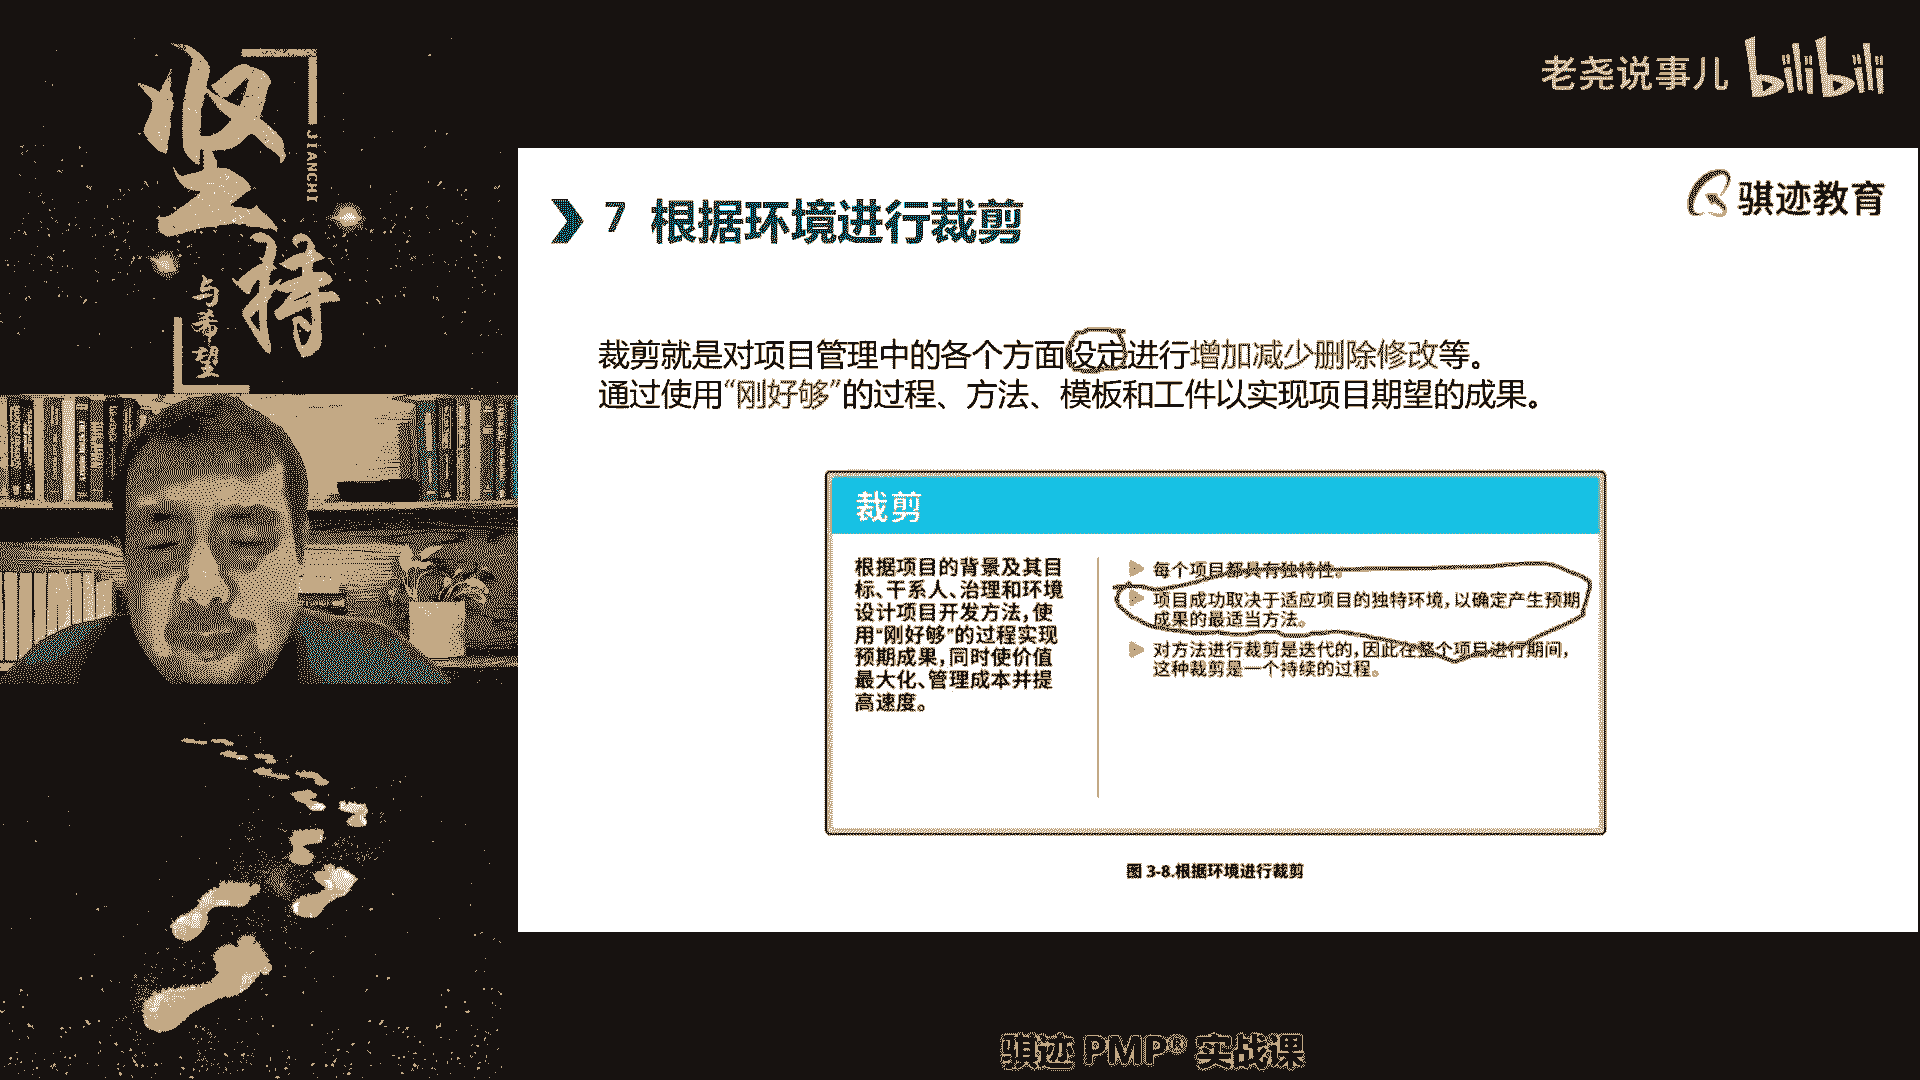 坚持
JIANCHI
与希望
老尧说事儿 bilibili
骐迹教育
7 根据环境进行裁剪
裁剪就是对项目管理中的各个方面设定进行增加减少删除修改等。
通过使用“刚好够”的过程、方法、模板和工件以实现项目期望的成果。
裁剪
根据项目的背景及其目
标、干系人、治理和环境
设计项目开发方法,使
用“刚好够”的过程实现
预期成果,同时使价值
最大化、管理成本并提
高速度。
每个项目都具有独特性。
项目成功取决于适应项目的独特环境,以确定产生预期
成果的最适当方法。
对方法进行裁剪是迭代的,因此在整个项目进行期间,
这种裁剪是一个持续的过程。
图 3-8.根据环境进行裁剪
骐迹 PMP® 实战课